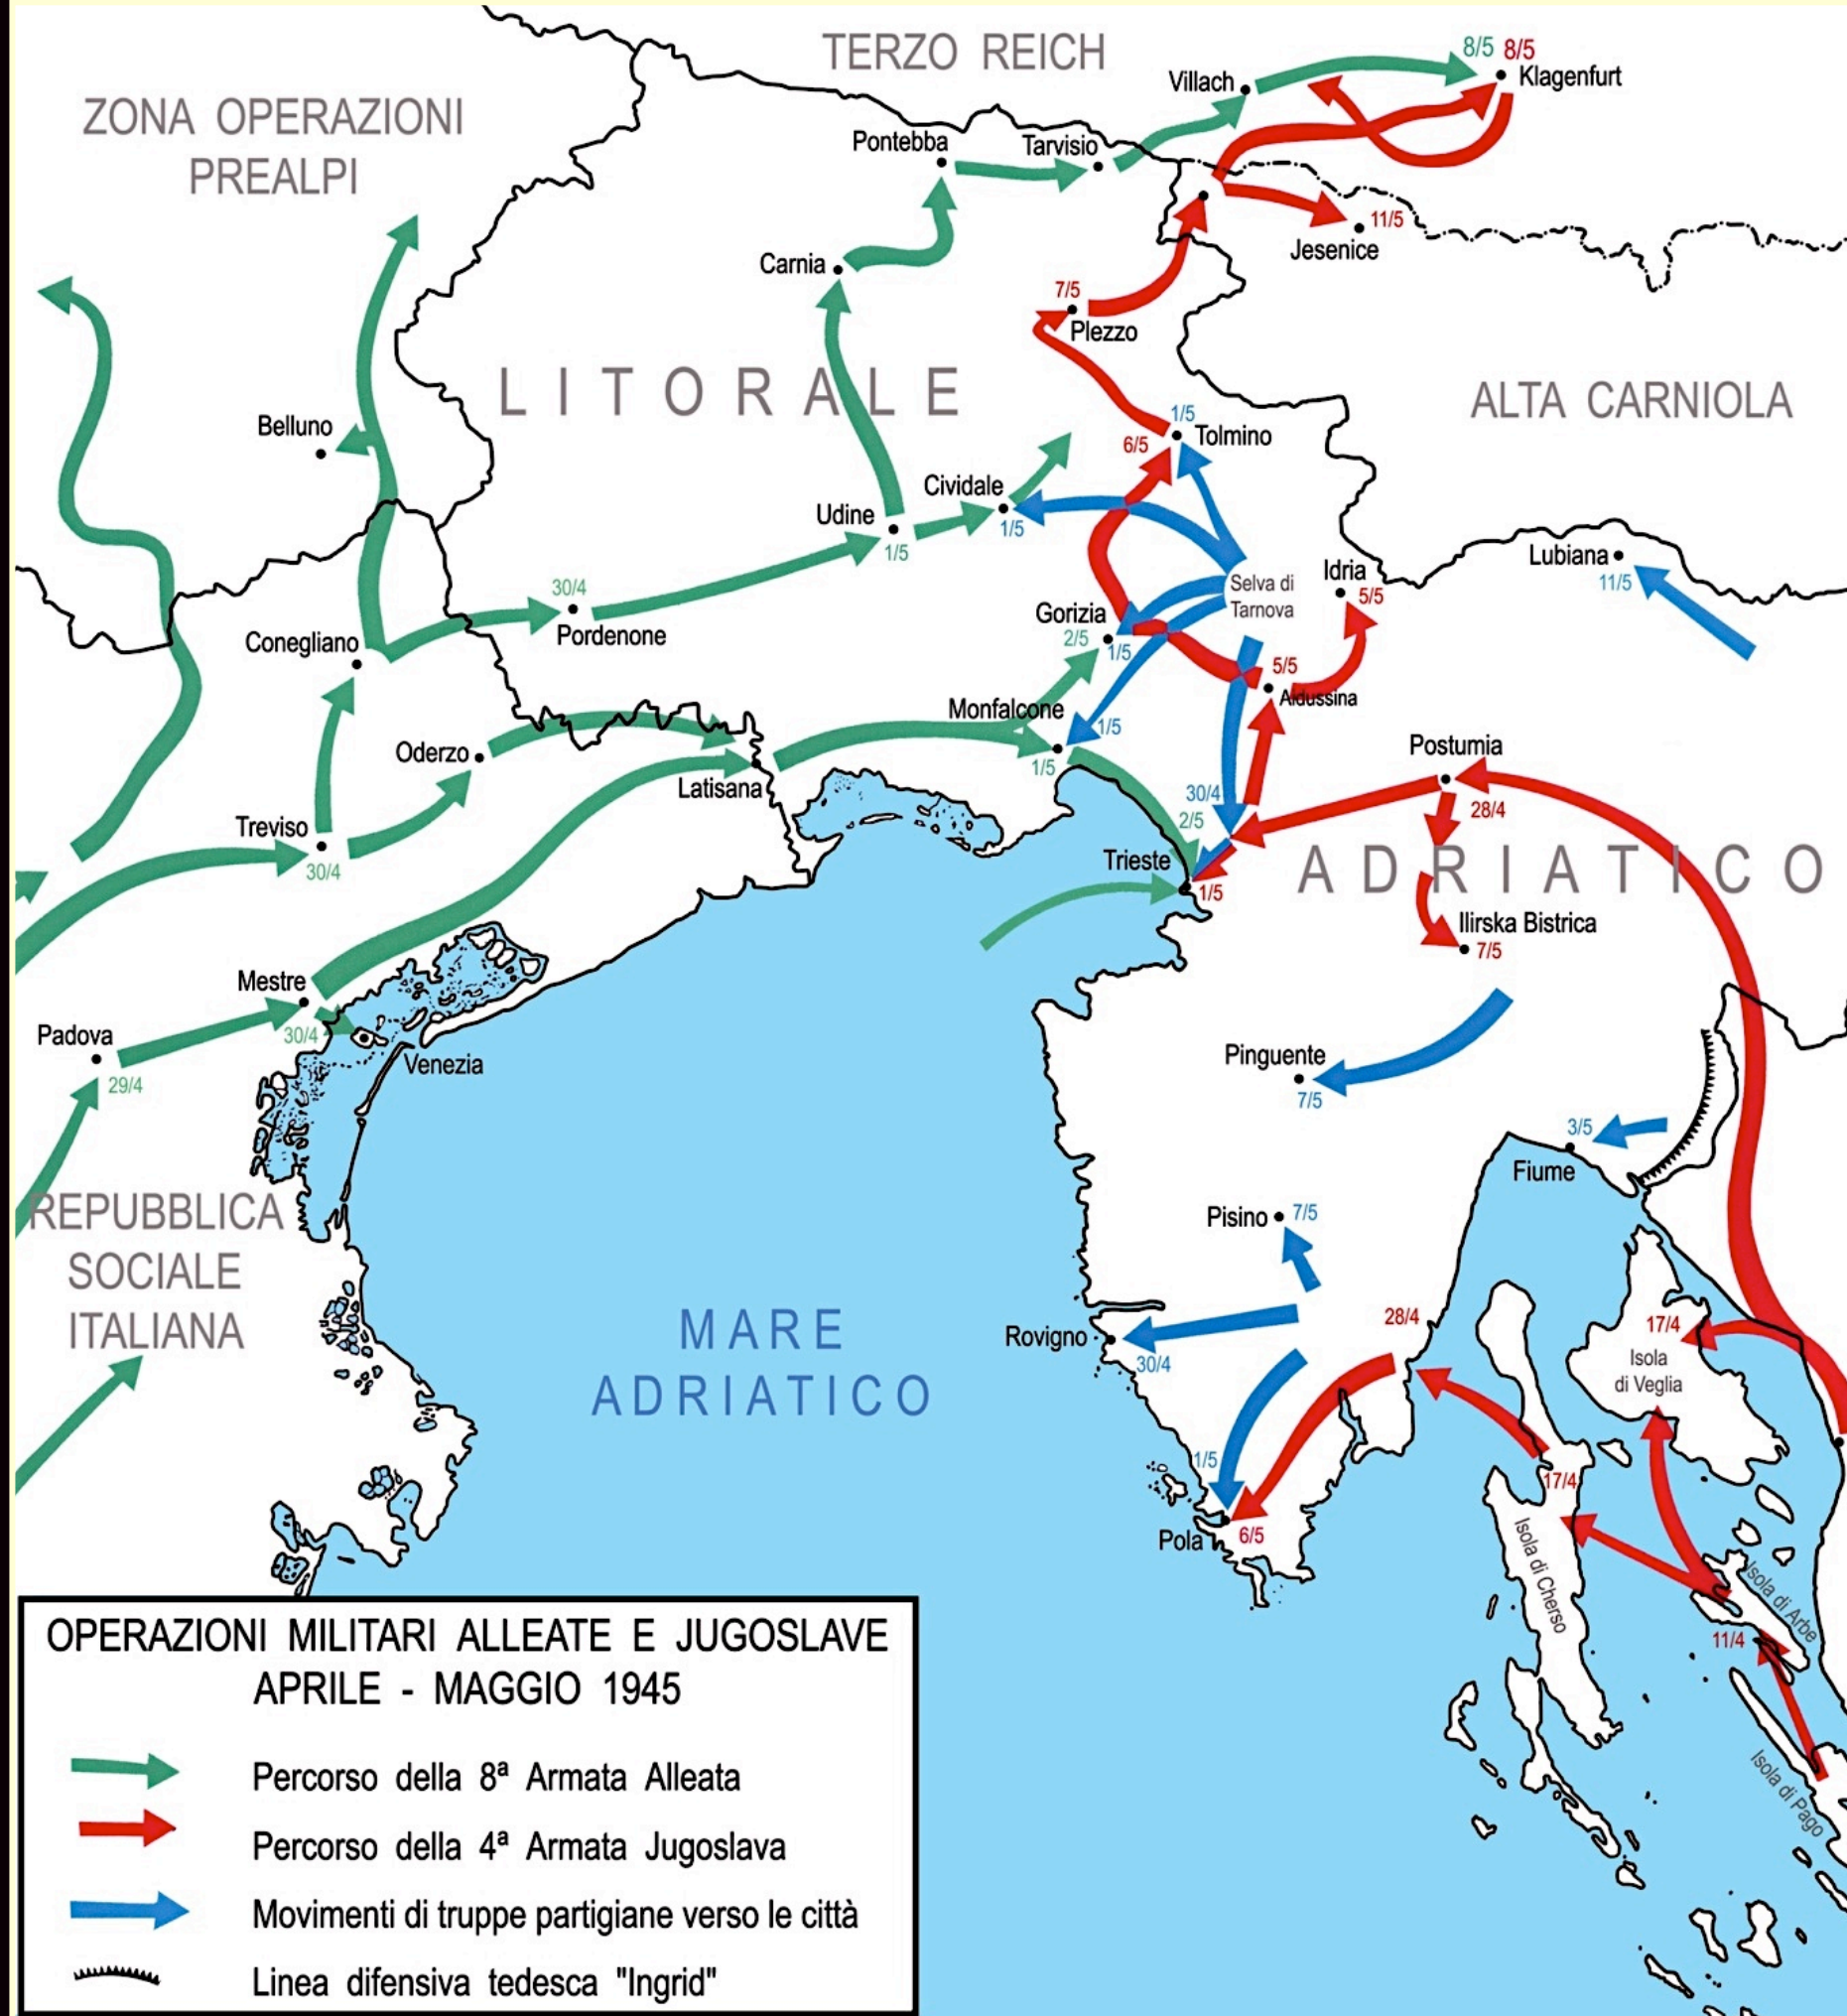 TERZO REICH
8/5 8/5
Klagenfurt
Villach
ZONA OPERAZIONI
PREALPI
Pontebba
Tarvisio
11/5
Jesenice
Carnia
7/5
Plezzo
LITORALE
ALTA CARNIOLA
Belluno
1/5
Tolmino
6/5
Cividale
1/5
Udine
1/5
Lubiana
11/5
Idria
5/5
Selva di
Tarnova
30/4
Pordenone
Gorizia
2/5
1/5
Conegliano
5/5
Aidussina
Monfalcone
1/5
1/5
Oderzo
Latisana
Postumia
28/4
30/4
2/5
Treviso
30/4
Trieste
1/5
ADRIATICO
Ilirska Bistrica
7/5
Mestre
30/4
Padova
29/4
Venezia
Pinguente
7/5
3/5
Fiume
REPUBBLICA
SOCIALE
ITALIANA
Pisino
7/5
MARE
ADRIATICO
Rovigno
30/4
28/4
17/4
Isola
di Veglia
1/5
Pola
6/5
17/4
Isola di Cherso
Isola di Arbe
11/4
Isola di Pago
OPERAZIONI MILITARI ALLEATE E JUGOSLAVE
APRILE - MAGGIO 1945
Percorso della 8ª Armata Alleata
Percorso della 4ª Armata Jugoslava
Movimenti di truppe partigiane verso le città
Linea difensiva tedesca "Ingrid"